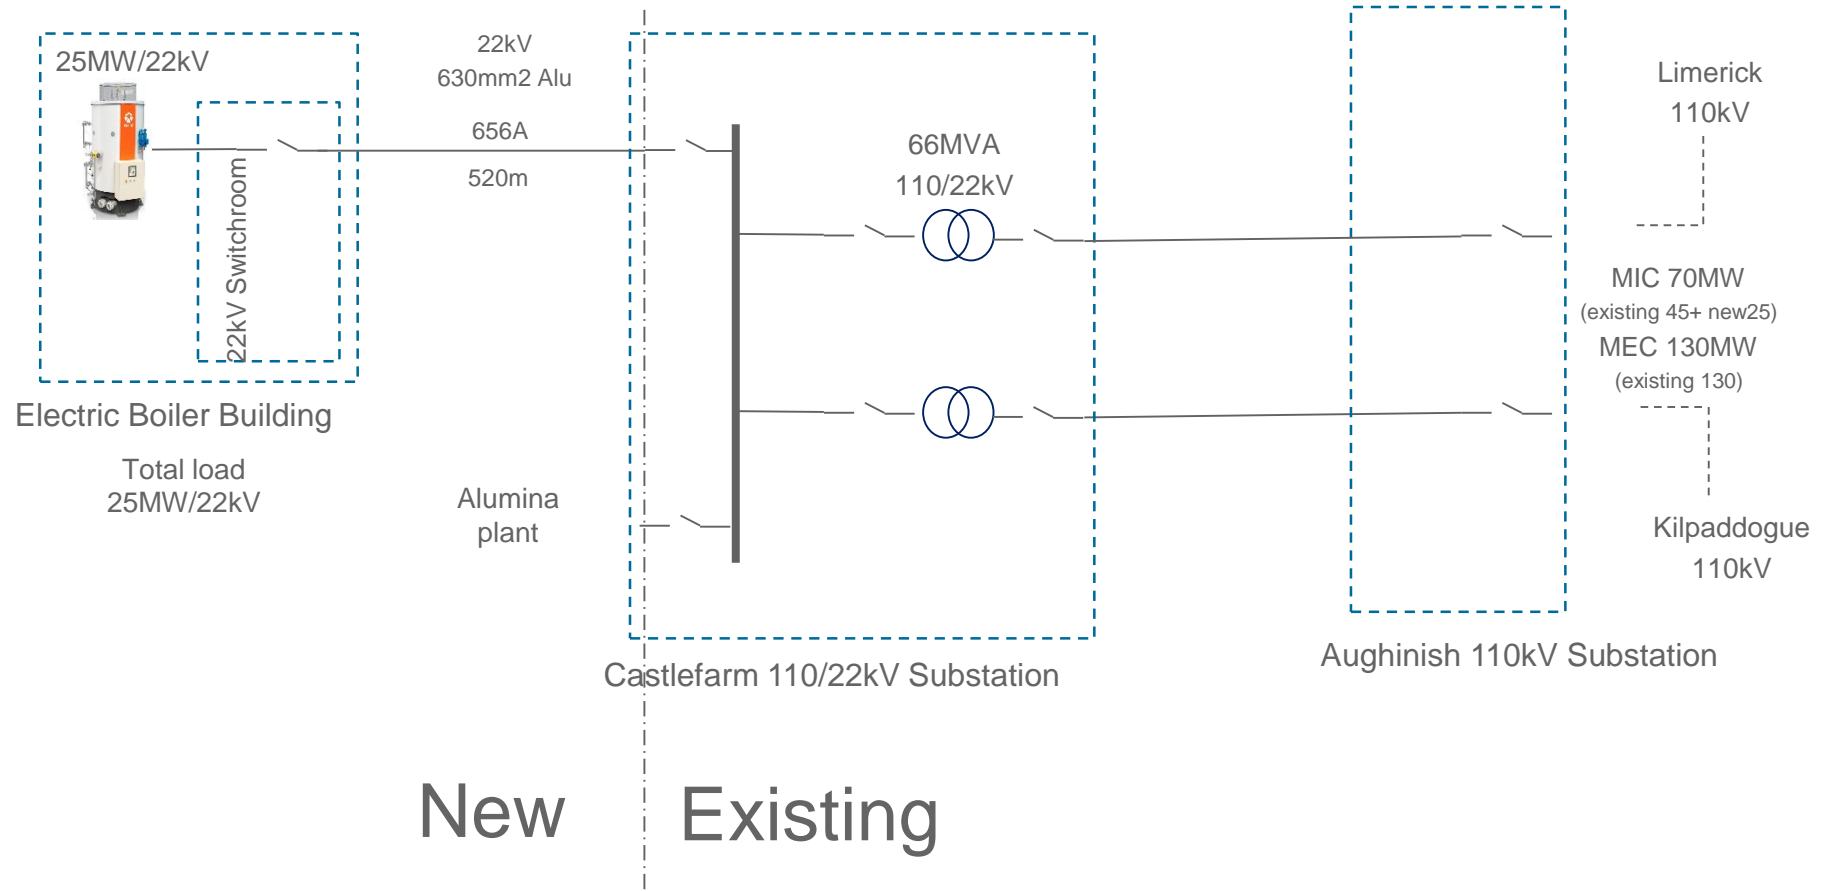 25MW/22kV
22kV Switchroom
Electric Boiler Building
Total load
25MW/22kV
22kV
630mm2 Alu
656A
520m
Alumina
plant
66MVA
110/22kV
Castlefarm 110/22kV Substation
Limerick
110kV
MIC 70MW
(existing 45+ new25)
MEC 130MW
(existing 130)
Kilpaddogue
110kV
Aughinish 110kV Substation
New
Existing